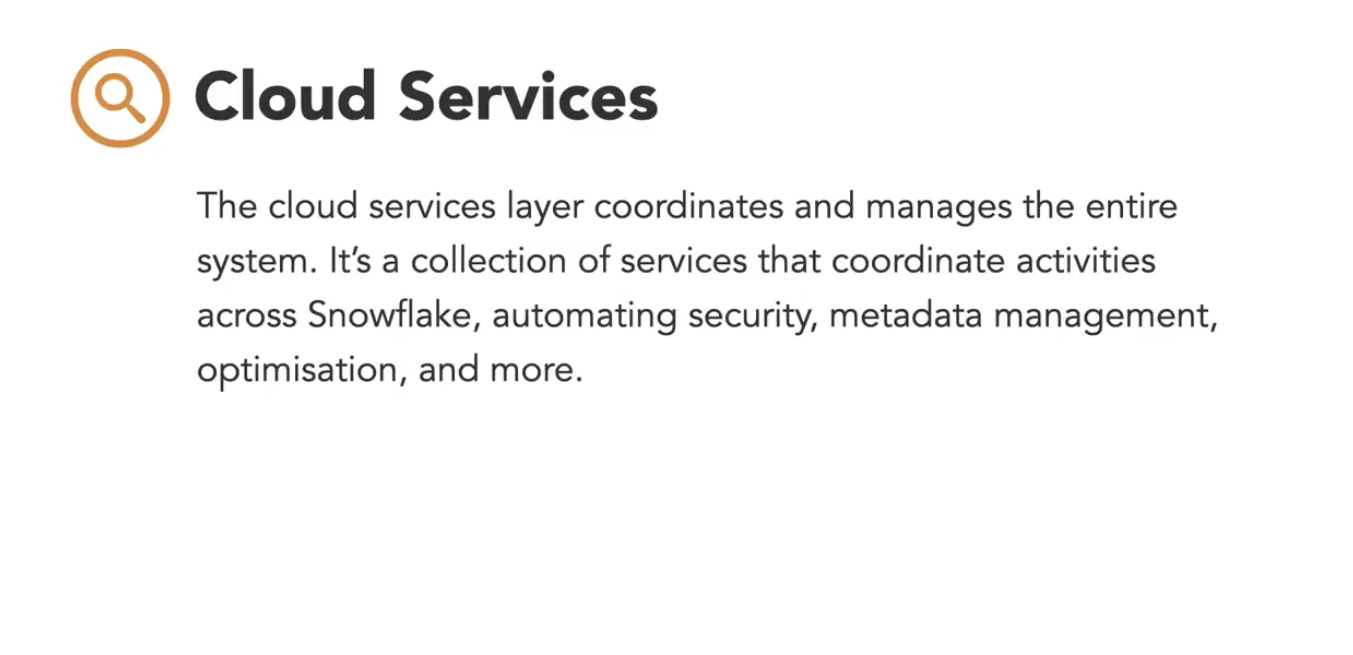 Cloud Services
The cloud services layer coordinates and manages the entire
system. It’s a collection of services that coordinate activities
across Snowflake, automating security, metadata management,
optimisation, and more.